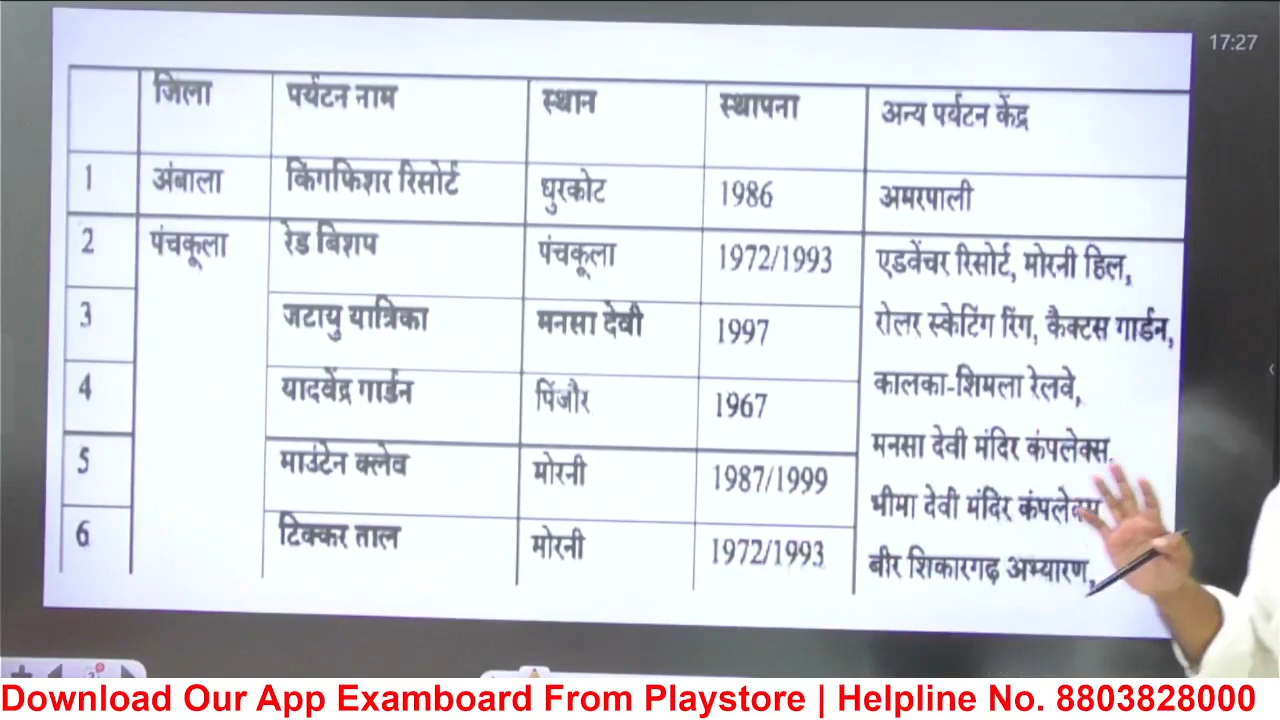 17:27
जिला पर्यटन नाम स्थान स्थापना अन्य पर्यटन केंद्र
1 अंबाला किंगफिशर रिसोर्ट धुरकोट 1986 अमरपाली
2 पंचकूला रेड बिशप पंचकूला 1972/1993 एडवेंचर रिसोर्ट, मोरनी हिल,
3 जटायु यात्रिका मनसा देवी 1997 रोलर स्केटिंग रिंग, कैक्टस गार्डन,
4 यादवेंद्र गार्डन पिंजौर 1967 कालका-शिमला रेलवे,
5 माउंटेन क्लेव मोरनी 1987/1999 मनसा देवी मंदिर कंपलेक्स,
भीमा देवी मंदिर कंपलेक्स
6 टिक्कर ताल मोरनी 1972/1993 बीर शिकारगढ़ अभ्यारण,
Download Our App Examboard From Playstore | Helpline No. 8803828000